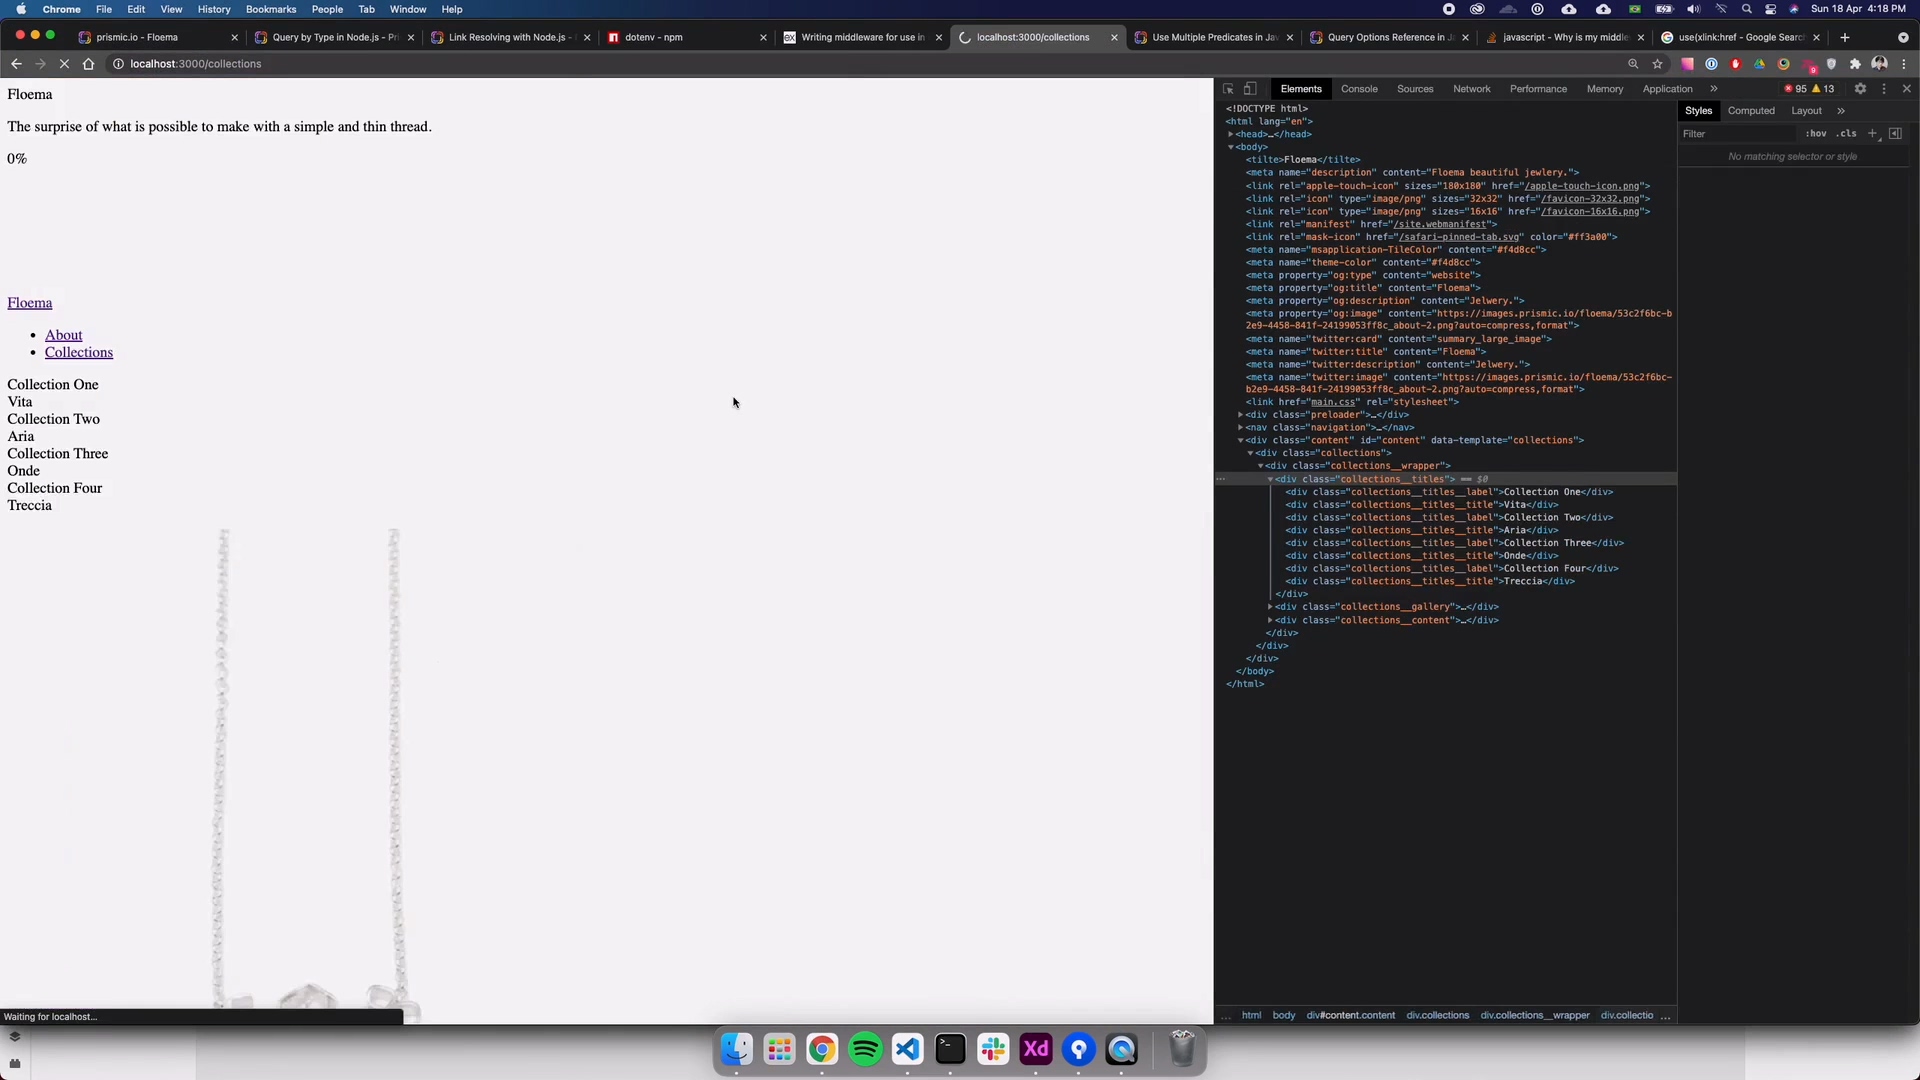 Chrome File Edit View History Bookmarks People Tab Window Help Sun 18 Apr 4:18 PM
prismic.io - Floema
Query by Type in Node.js - Pri
Link Resolving with Node.js -
dotenv - npm
Writing middleware for use in
localhost:3000/collections
Use Multiple Predicates in Jav
Query Options Reference in J
javascript - Why is my middle
use(xlink:href - Google Searc
localhost:3000/collections
9
Floema
The surprise of what is possible to make with a simple and thin thread.
0%
Floema
About
Collections
Collection One
Vita
Collection Two
Aria
Collection Three
Onde
Collection Four
Treccia
Waiting for localhost...
Elements Console Sources Network Performance Memory Application » 95 13
<!DOCTYPE html>
<html lang="en">
<head>…</head>
<body>
<tilte>Floema</tilte>
<meta name="description" content="Floema beautiful jewlery.">
<link rel="apple-touch-icon" sizes="180x180" href="/apple-touch-icon.png">
<link rel="icon" type="image/png" sizes="32x32" href="/favicon-32x32.png">
<link rel="icon" type="image/png" sizes="16x16" href="/favicon-16x16.png">
<link rel="manifest" href="/site.webmanifest">
<link rel="mask-icon" href="/safari-pinned-tab.svg" color="#ff3a00">
<meta name="msapplication-TileColor" content="#f4d8cc">
<meta name="theme-color" content="#f4d8cc">
<meta property="og:type" content="website">
<meta property="og:title" content="Floema">
<meta property="og:description" content="Jelwery.">
<meta property="og:image" content="https://images.prismic.io/floema/53c2f6bc-b
2e9-4458-841f-24199053ff8c_about-2.png?auto=compress,format">
<meta name="twitter:card" content="summary_large_image">
<meta name="twitter:title" content="Floema">
<meta name="twitter:description" content="Jelwery.">
<meta name="twitter:image" content="https://images.prismic.io/floema/53c2f6bc-
b2e9-4458-841f-24199053ff8c_about-2.png?auto=compress,format">
<link href="main.css" rel="stylesheet">
<div class="preloader">…</div>
<nav class="navigation">…</nav>
<div class="content" id="content" data-template="collections">
<div class="collections">
<div class="collections__wrapper">
<div class="collections__titles"> == $0
<div class="collections__titles__label">Collection One</div>
<div class="collections__titles__title">Vita</div>
<div class="collections__titles__label">Collection Two</div>
<div class="collections__titles__title">Aria</div>
<div class="collections__titles__label">Collection Three</div>
<div class="collections__titles__title">Onde</div>
<div class="collections__titles__label">Collection Four</div>
<div class="collections__titles__title">Treccia</div>
</div>
<div class="collections__gallery">…</div>
<div class="collections__content">…</div>
</div>
</div>
</div>
</body>
</html>
… html body div#content.content div.collections div.collections__wrapper div.collectio …
Styles Computed Layout »
Filter :hov .cls +
No matching selector or style
Xd